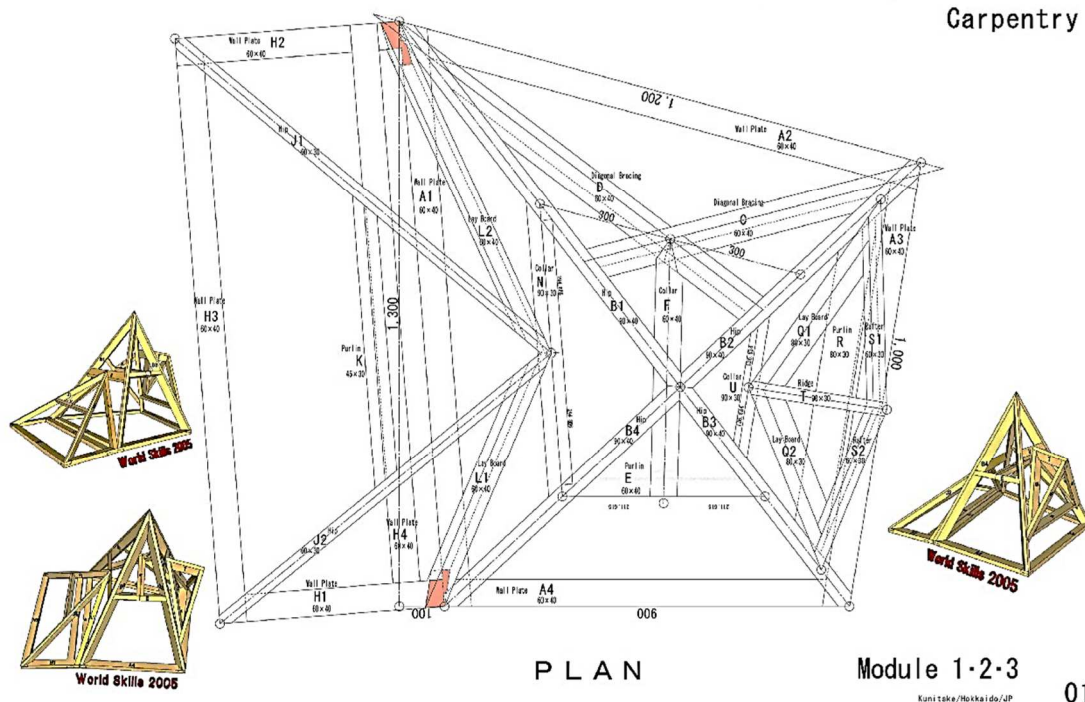 Carpentry
Wall Plate H2
60×40
1,200
Wall Plate A2
60×40
Hip
J1
60×30
Wall Plate
A1
60×40
Lay Board
L2
60×40
Diagonal Bracing
D
60×40
Diagonal Bracing
C
60×40
300
300
Wall Plate
A3
60×40
Wall Plate
H3
60×40
1,300
Purlin
K
45×30
Collar
N
90×30
Hip
B1
90×40
Collar
F
60×40
Hip
B2
90×40
Lay Board
Q1
80×30
Purlin
R
80×30
Rafter
S1
1,000
Collar
U
90×30
Ridge
T 90×30
Hip
B3
90×40
B4
90×40
Lay Board
Q2
80×30
Rafter
S2
60×30
Purlin
E
60×40
Lay Board
L1
60×40
Hip
J2
60×30
Wall Plate
H4
60×40
Wall Plate
H1
60×40
Wall Plate A4
60×40
100
900
World Skills 2005
World Skills 2005
World Skills 2005
PLAN
Module 1・2・3
Kunitake/Hokkaido/JP
01